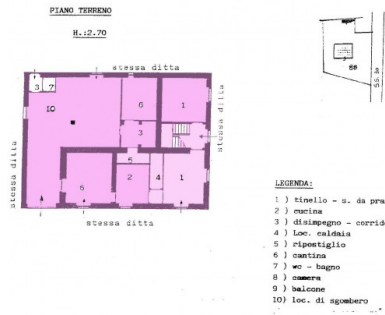 PIANO TERRENO
H.:2.70
stessa ditta
3
7
10
6
1
3
stessa ditta
stessa ditta
5
6
2
4
1
stessa ditta
S.S.
LEGENDA:
1 ) tinello - s. da pra
2 ) cucina
3 ) disimpegno - corrido
4 ) Loc. caldaia
5 ) ripostiglio
6 ) cantina
7 ) wc - bagno
8 ) camera
9 ) balcone
10) loc. di sgombero